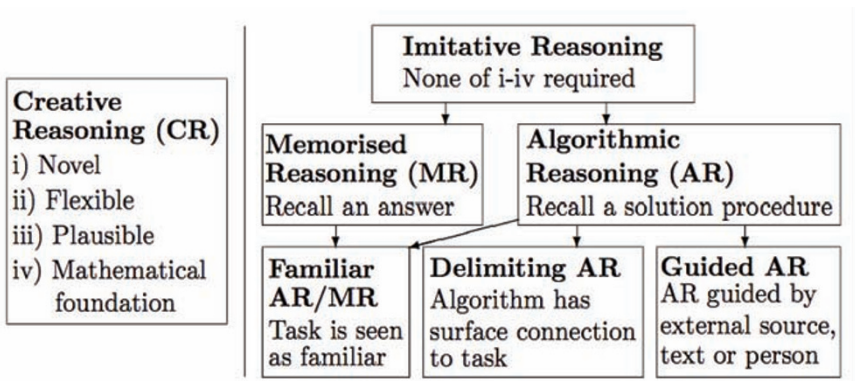 Creative
Reasoning (CR)
i) Novel
ii) Flexible
iii) Plausible
iv) Mathematical
foundation
Imitative Reasoning
None of i-iv required
Memorised
Reasoning (MR)
Recall an answer
Algorithmic
Reasoning (AR)
Recall a solution procedure
Familiar
AR/MR
Task is seen
as familiar
Delimiting AR
Algorithm has
surface connection
to task
Guided AR
AR guided by
external source,
text or person